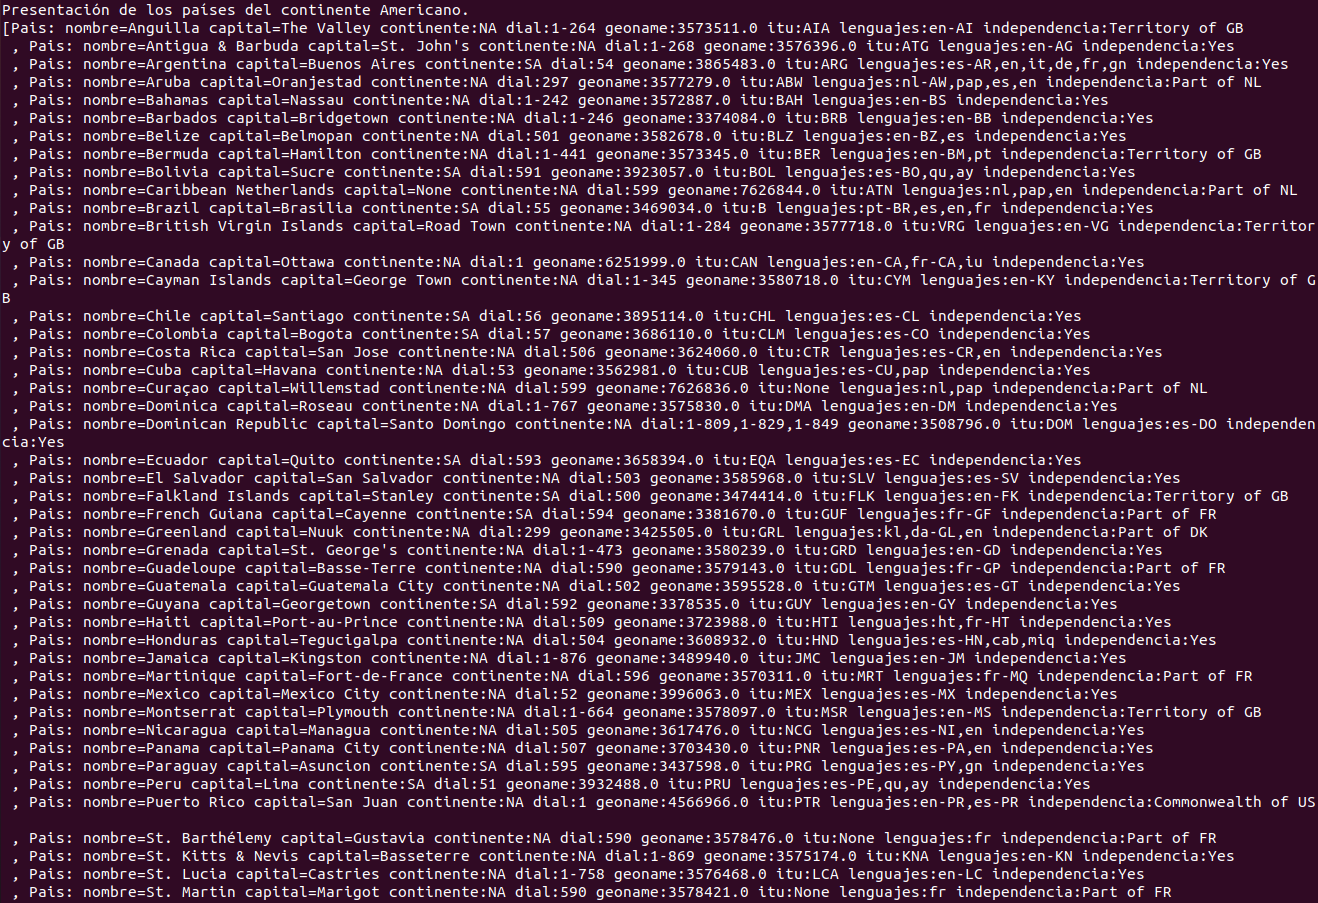 Presentación de los países del continente Americano.
[Pais: nombre=Anguilla capital=The Valley continente:NA dial:1-264 geoname:3573511.0 itu:AIA lenguajes:en-AI independencia:Territory of GB
 , Pais: nombre=Antigua & Barbuda capital=St. John's continente:NA dial:1-268 geoname:3576396.0 itu:ATG lenguajes:en-AG independencia:Yes
 , Pais: nombre=Argentina capital=Buenos Aires continente:SA dial:54 geoname:3865483.0 itu:ARG lenguajes:es-AR,en,it,de,fr,gn independencia:Yes
 , Pais: nombre=Aruba capital=Oranjestad continente:NA dial:297 geoname:3577279.0 itu:ABW lenguajes:nl-AW,pap,es,en independencia:Part of NL
 , Pais: nombre=Bahamas capital=Nassau continente:NA dial:1-242 geoname:3572887.0 itu:BAH lenguajes:en-BS independencia:Yes
 , Pais: nombre=Barbados capital=Bridgetown continente:NA dial:1-246 geoname:3374084.0 itu:BRB lenguajes:en-BB independencia:Yes
 , Pais: nombre=Belize capital=Belmopan continente:NA dial:501 geoname:3582678.0 itu:BLZ lenguajes:en-BZ,es independencia:Yes
 , Pais: nombre=Bermuda capital=Hamilton continente:NA dial:1-441 geoname:3573345.0 itu:BER lenguajes:en-BM,pt independencia:Territory of GB
 , Pais: nombre=Bolivia capital=Sucre continente:SA dial:591 geoname:3923057.0 itu:BOL lenguajes:es-BO,qu,ay independencia:Yes
 , Pais: nombre=Caribbean Netherlands capital=None continente:NA dial:599 geoname:7626844.0 itu:ATN lenguajes:nl,pap,en independencia:Part of NL
 , Pais: nombre=Brazil capital=Brasilia continente:SA dial:55 geoname:3469034.0 itu:B lenguajes:pt-BR,es,en,fr independencia:Yes
 , Pais: nombre=British Virgin Islands capital=Road Town continente:NA dial:1-284 geoname:3577718.0 itu:VRG lenguajes:en-VG independencia:Territor
y of GB
 , Pais: nombre=Canada capital=Ottawa continente:NA dial:1 geoname:6251999.0 itu:CAN lenguajes:en-CA,fr-CA,iu independencia:Yes
 , Pais: nombre=Cayman Islands capital=George Town continente:NA dial:1-345 geoname:3580718.0 itu:CYM lenguajes:en-KY independencia:Territory of G
B
 , Pais: nombre=Chile capital=Santiago continente:SA dial:56 geoname:3895114.0 itu:CHL lenguajes:es-CL independencia:Yes
 , Pais: nombre=Colombia capital=Bogota continente:SA dial:57 geoname:3686110.0 itu:CLM lenguajes:es-CO independencia:Yes
 , Pais: nombre=Costa Rica capital=San Jose continente:NA dial:506 geoname:3624060.0 itu:CTR lenguajes:es-CR,en independencia:Yes
 , Pais: nombre=Cuba capital=Havana continente:NA dial:53 geoname:3562981.0 itu:CUB lenguajes:es-CU,pap independencia:Yes
 , Pais: nombre=Curaçao capital=Willemstad continente:NA dial:599 geoname:7626836.0 itu:None lenguajes:nl,pap independencia:Part of NL
 , Pais: nombre=Dominica capital=Roseau continente:NA dial:1-767 geoname:3575830.0 itu:DMA lenguajes:en-DM independencia:Yes
 , Pais: nombre=Dominican Republic capital=Santo Domingo continente:NA dial:1-809,1-829,1-849 geoname:3508796.0 itu:DOM lenguajes:es-DO independen
cia:Yes
 , Pais: nombre=Ecuador capital=Quito continente:SA dial:593 geoname:3658394.0 itu:EQA lenguajes:es-EC independencia:Yes
 , Pais: nombre=El Salvador capital=San Salvador continente:NA dial:503 geoname:3585968.0 itu:SLV lenguajes:es-SV independencia:Yes
 , Pais: nombre=Falkland Islands capital=Stanley continente:SA dial:500 geoname:3474414.0 itu:FLK lenguajes:en-FK independencia:Territory of GB
 , Pais: nombre=French Guiana capital=Cayenne continente:SA dial:594 geoname:3381670.0 itu:GUF lenguajes:fr-GF independencia:Part of FR
 , Pais: nombre=Greenland capital=Nuuk continente:NA dial:299 geoname:3425505.0 itu:GRL lenguajes:kl,da-GL,en independencia:Part of DK
 , Pais: nombre=Grenada capital=St. George's continente:NA dial:1-473 geoname:3580239.0 itu:GRD lenguajes:en-GD independencia:Yes
 , Pais: nombre=Guadeloupe capital=Basse-Terre continente:NA dial:590 geoname:3579143.0 itu:GDL lenguajes:fr-GP independencia:Part of FR
 , Pais: nombre=Guatemala capital=Guatemala City continente:NA dial:502 geoname:3595528.0 itu:GTM lenguajes:es-GT independencia:Yes
 , Pais: nombre=Guyana capital=Georgetown continente:SA dial:592 geoname:3378535.0 itu:GUY lenguajes:en-GY independencia:Yes
 , Pais: nombre=Haiti capital=Port-au-Prince continente:NA dial:509 geoname:3723988.0 itu:HTI lenguajes:ht,fr-HT independencia:Yes
 , Pais: nombre=Honduras capital=Tegucigalpa continente:NA dial:504 geoname:3608932.0 itu:HND lenguajes:es-HN,cab,miq independencia:Yes
 , Pais: nombre=Jamaica capital=Kingston continente:NA dial:1-876 geoname:3489940.0 itu:JMC lenguajes:en-JM independencia:Yes
 , Pais: nombre=Martinique capital=Fort-de-France continente:NA dial:596 geoname:3570311.0 itu:MRT lenguajes:fr-MQ independencia:Part of FR
 , Pais: nombre=Mexico capital=Mexico City continente:NA dial:52 geoname:3996063.0 itu:MEX lenguajes:es-MX independencia:Yes
 , Pais: nombre=Montserrat capital=Plymouth continente:NA dial:1-664 geoname:3578097.0 itu:MSR lenguajes:en-MS independencia:Territory of GB
 , Pais: nombre=Nicaragua capital=Managua continente:NA dial:505 geoname:3617476.0 itu:NCG lenguajes:es-NI,en independencia:Yes
 , Pais: nombre=Panama capital=Panama City continente:NA dial:507 geoname:3703430.0 itu:PNR lenguajes:es-PA,en independencia:Yes
 , Pais: nombre=Paraguay capital=Asuncion continente:SA dial:595 geoname:3437598.0 itu:PRG lenguajes:es-PY,gn independencia:Yes
 , Pais: nombre=Peru capital=Lima continente:SA dial:51 geoname:3932488.0 itu:PRU lenguajes:es-PE,qu,ay independencia:Yes
 , Pais: nombre=Puerto Rico capital=San Juan continente:NA dial:1 geoname:4566966.0 itu:PTR lenguajes:en-PR,es-PR independencia:Commonwealth of US
 , Pais: nombre=St. Barthélemy capital=Gustavia continente:NA dial:590 geoname:3578476.0 itu:None lenguajes:fr independencia:Part of FR
 , Pais: nombre=St. Kitts & Nevis capital=Basseterre continente:NA dial:1-869 geoname:3575174.0 itu:KNA lenguajes:en-KN independencia:Yes
 , Pais: nombre=St. Lucia capital=Castries continente:NA dial:1-758 geoname:3576468.0 itu:LCA lenguajes:en-LC independencia:Yes
 , Pais: nombre=St. Martin capital=Marigot continente:NA dial:590 geoname:3578421.0 itu:None lenguajes:fr independencia:Part of FR